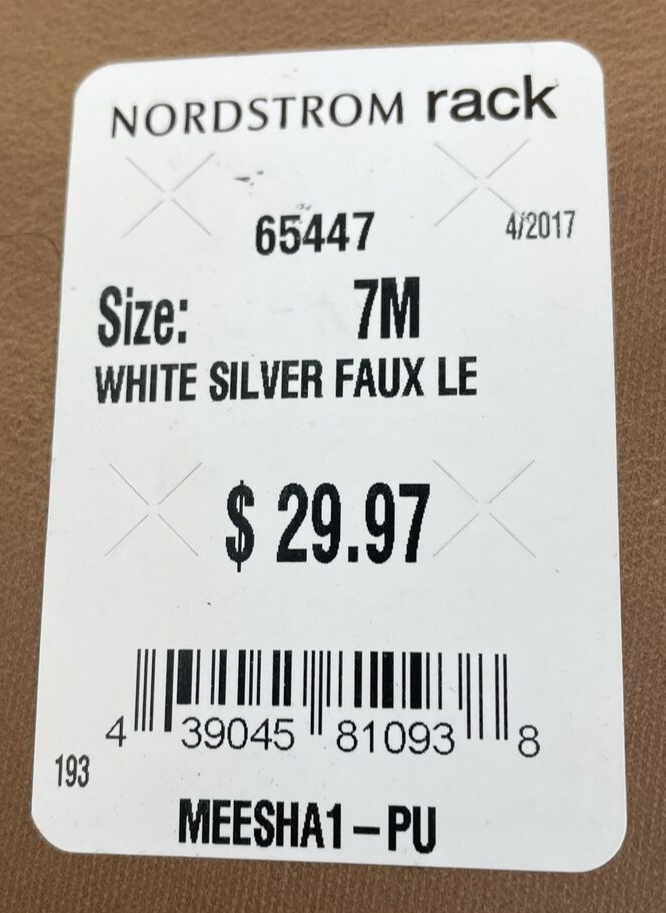 NORDSTROM rack
65447 4/2017
Size: 7M
WHITE SILVER FAUX LE
$ 29.97
4 39045 81093 8
193
MEESHA1-PU